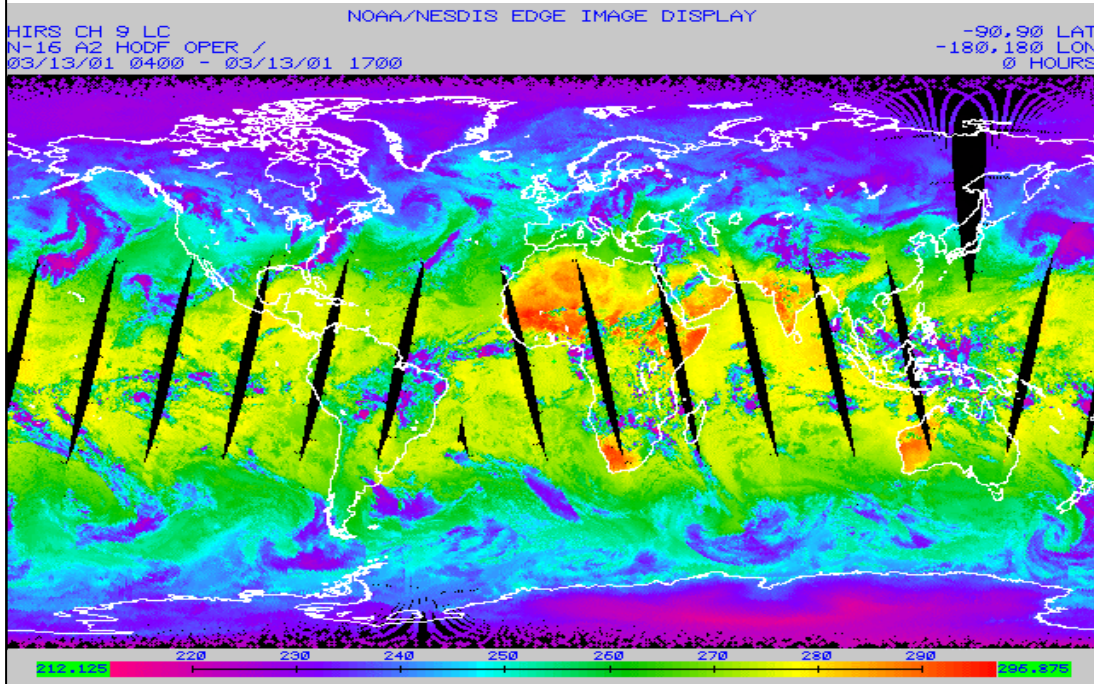 NOAA/NESDIS EDGE IMAGE DISPLAY
HIRS CH 9 LC
N-16 A2 HODF OPER /
03/13/01 0400 - 03/13/01 1700
-90,90 LAT
-180,180 LON
0 HOURS
212.125 220 230 240 250 260 270 280 290 296.875